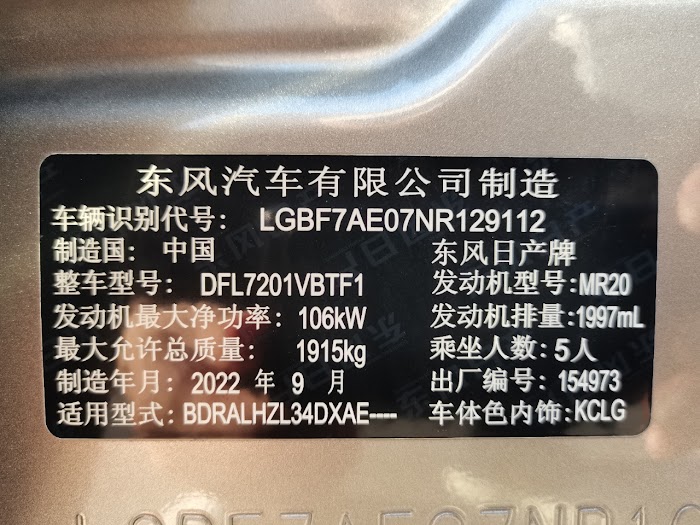 东风汽车有限公司制造
车辆识别代号: LGBF7AE07NR129112
制造国: 中国 东风日产牌
整车型号: DFL7201VBTF1 发动机型号:MR20
发动机最大净功率: 106kW 发动机排量:1997mL
最大允许总质量: 1915kg 乘坐人数:5人
制造年月:2022 年 9 月 出厂编号: 154973
适用型式:BDRALHZL34DXAE---- 车体色内饰:KCLG